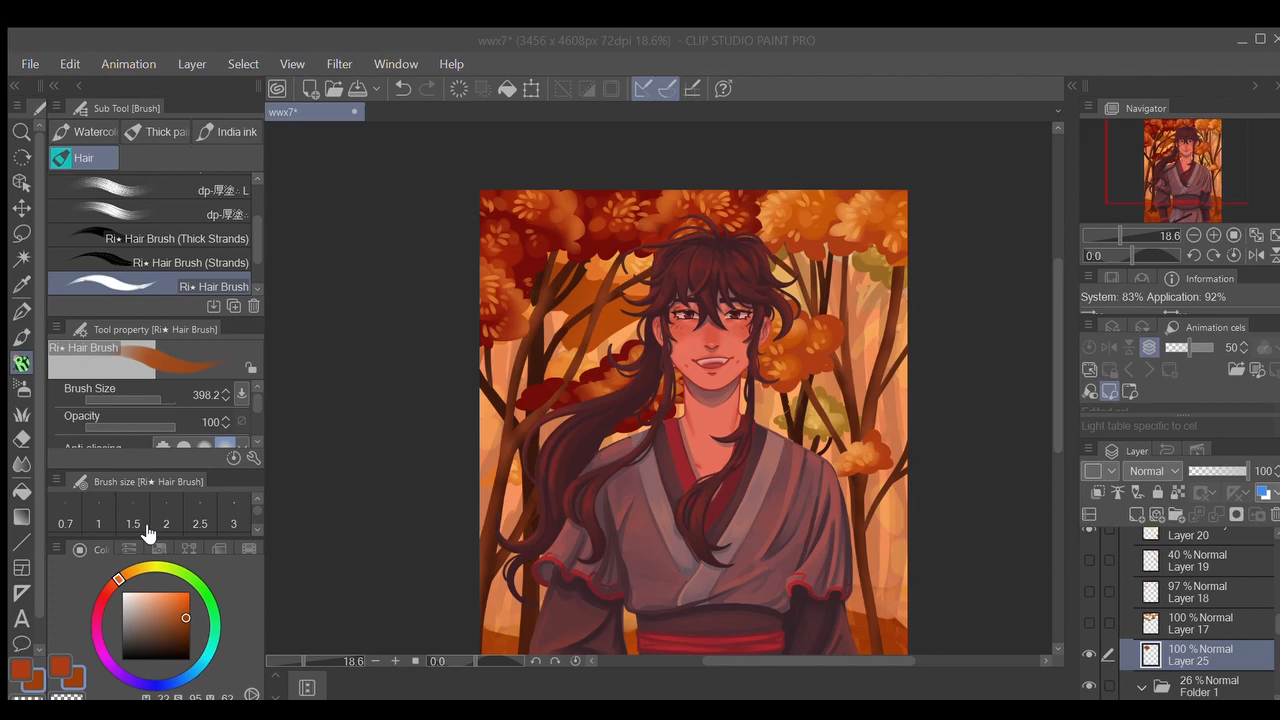 wwx7* (3456 x 4608px 72dpi 18.6%) - CLIP STUDIO PAINT PRO
File Edit Animation Layer Select View Filter Window Help
Sub Tool [Brush]
wwx7*
Navigator
Watercol Thick pai India ink
Hair
dp-厚塗∴ L
dp-厚塗∴
Ri★ Hair Brush (Thick Strands)
Ri★ Hair Brush (Strands)
Ri★ Hair Brush
18.6
0.0
Information
System: 83% Application: 92%
Tool property [Ri★ Hair Brush]
Animation cels
Ri★ Hair Brush
50
Brush Size 398.2
Opacity 100
Light table specific to cel
Layer
Brush size [Ri★ Hair Brush]
Normal 100
0.7 1 1.5 2 2.5 3
Layer 20
40 % Normal
Layer 19
97 % Normal
Layer 18
100 % Normal
Layer 17
100 % Normal
Layer 25
26 % Normal
Folder 1
18.6 0.0